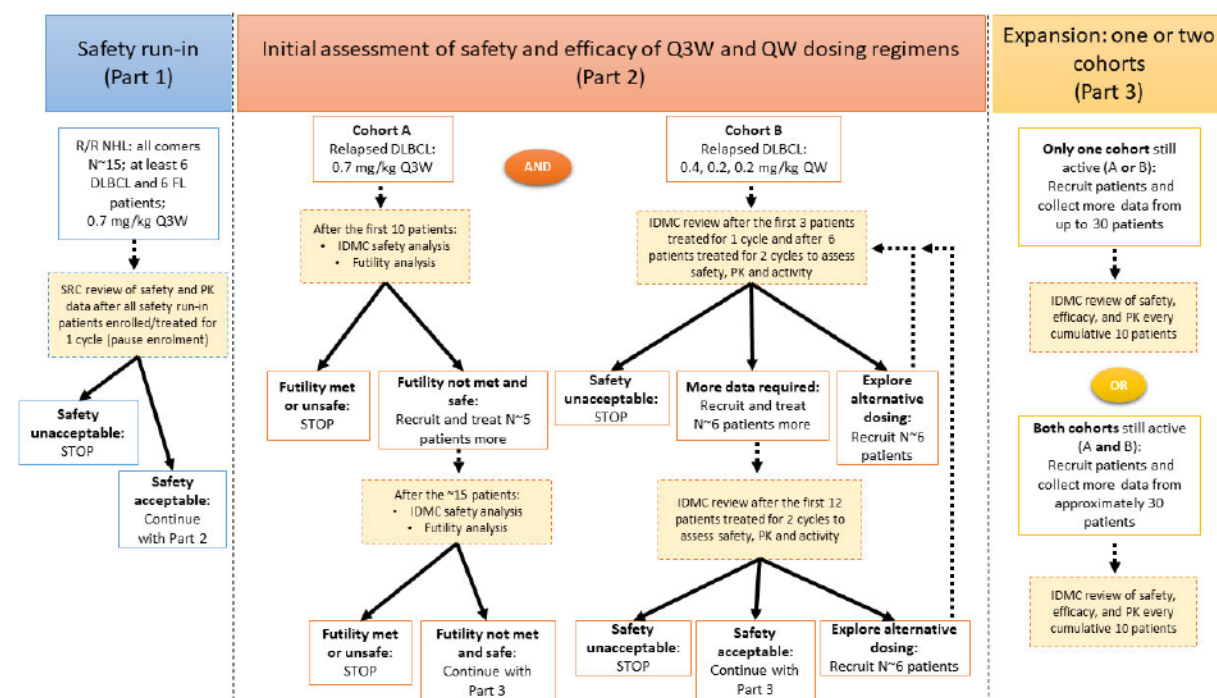 Safety run-in
(Part 1)
R/R NHL: all comers
N~15; at least 6
DLBCL and 6 FL
patients;
0.7 mg/kg Q3W
SRC review of safety and PK
data after all safety run-in
patients enrolled/treated for
1 cycle (pause enrolment)
Safety
unacceptable:
STOP
Safety
acceptable:
Continue
with Part 2
Initial assessment of safety and efficacy of Q3W and QW dosing regimens
(Part 2)
Cohort A
Relapsed DLBCL:
0.7 mg/kg Q3W
AND
Cohort B
Relapsed DLBCL:
0.4, 0.2, 0.2 mg/kg QW
After the first 10 patients:
• IDMC safety analysis
• Futility analysis
Futility met
or unsafe:
STOP
Futility not met and
safe:
Recruit and treat N~5
patients more
After the ~15 patients:
• IDMC safety analysis
• Futility analysis
Futility met
or unsafe:
STOP
Futility not met
and safe:
Continue with
Part 3
IDMC review after the first 3 patients
treated for 1 cycle and after 6
patients treated for 2 cycles to assess
safety, PK and activity
Safety
unacceptable:
STOP
More data required:
Recruit and treat
N~6 patients more
Explore
alternative
dosing:
Recruit N~6
patients
IDMC review after the first 12
patients treated for 2 cycles to
assess safety, PK and activity
Safety
unacceptable:
STOP
Safety
acceptable:
Continue with
Part 3
Explore alternative
dosing:
Recruit N~6 patients
Expansion: one or two
cohorts
(Part 3)
Only one cohort still
active (A or B):
Recruit patients and
collect more data from
up to 30 patients
IDMC review of safety,
efficacy, and PK every
cumulative 10 patients
OR
Both cohorts still active
(A and B):
Recruit patients and
collect more data from
approximately 30
patients
IDMC review of safety,
efficacy, and PK every
cumulative 10 patients